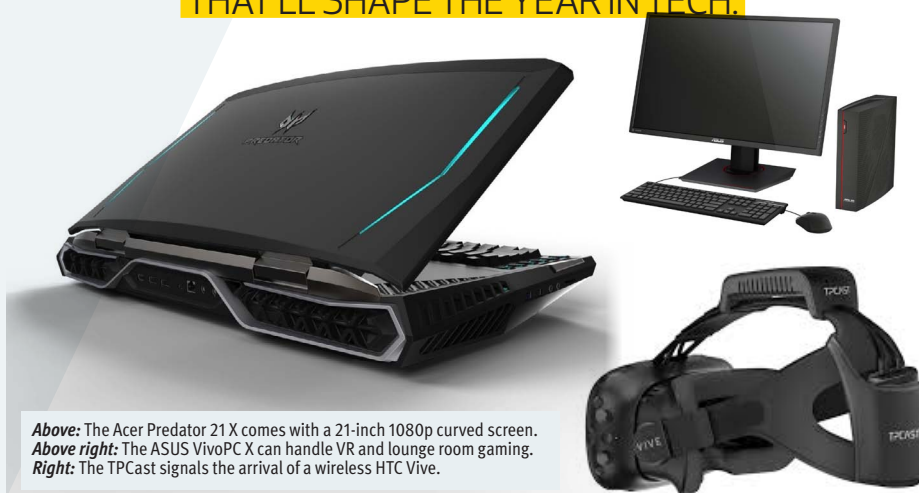 THAT'LL SHAPE THE YEAR IN TECH.
PREDATOR
ASUS
TPCAST
VIVE
TPCAST
Above: The Acer Predator 21 X comes with a 21-inch 1080p curved screen.
Above right: The ASUS VivoPC X can handle VR and lounge room gaming.
Right: The TPCast signals the arrival of a wireless HTC Vive.